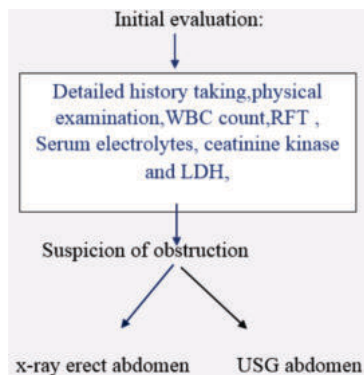 Initial evaluation:
Detailed history taking,physical
examination,WBC count,RFT ,
Serum electrolytes, ceatinine kinase
and LDH,
Suspicion of obstruction
x-ray erect abdomen USG abdomen